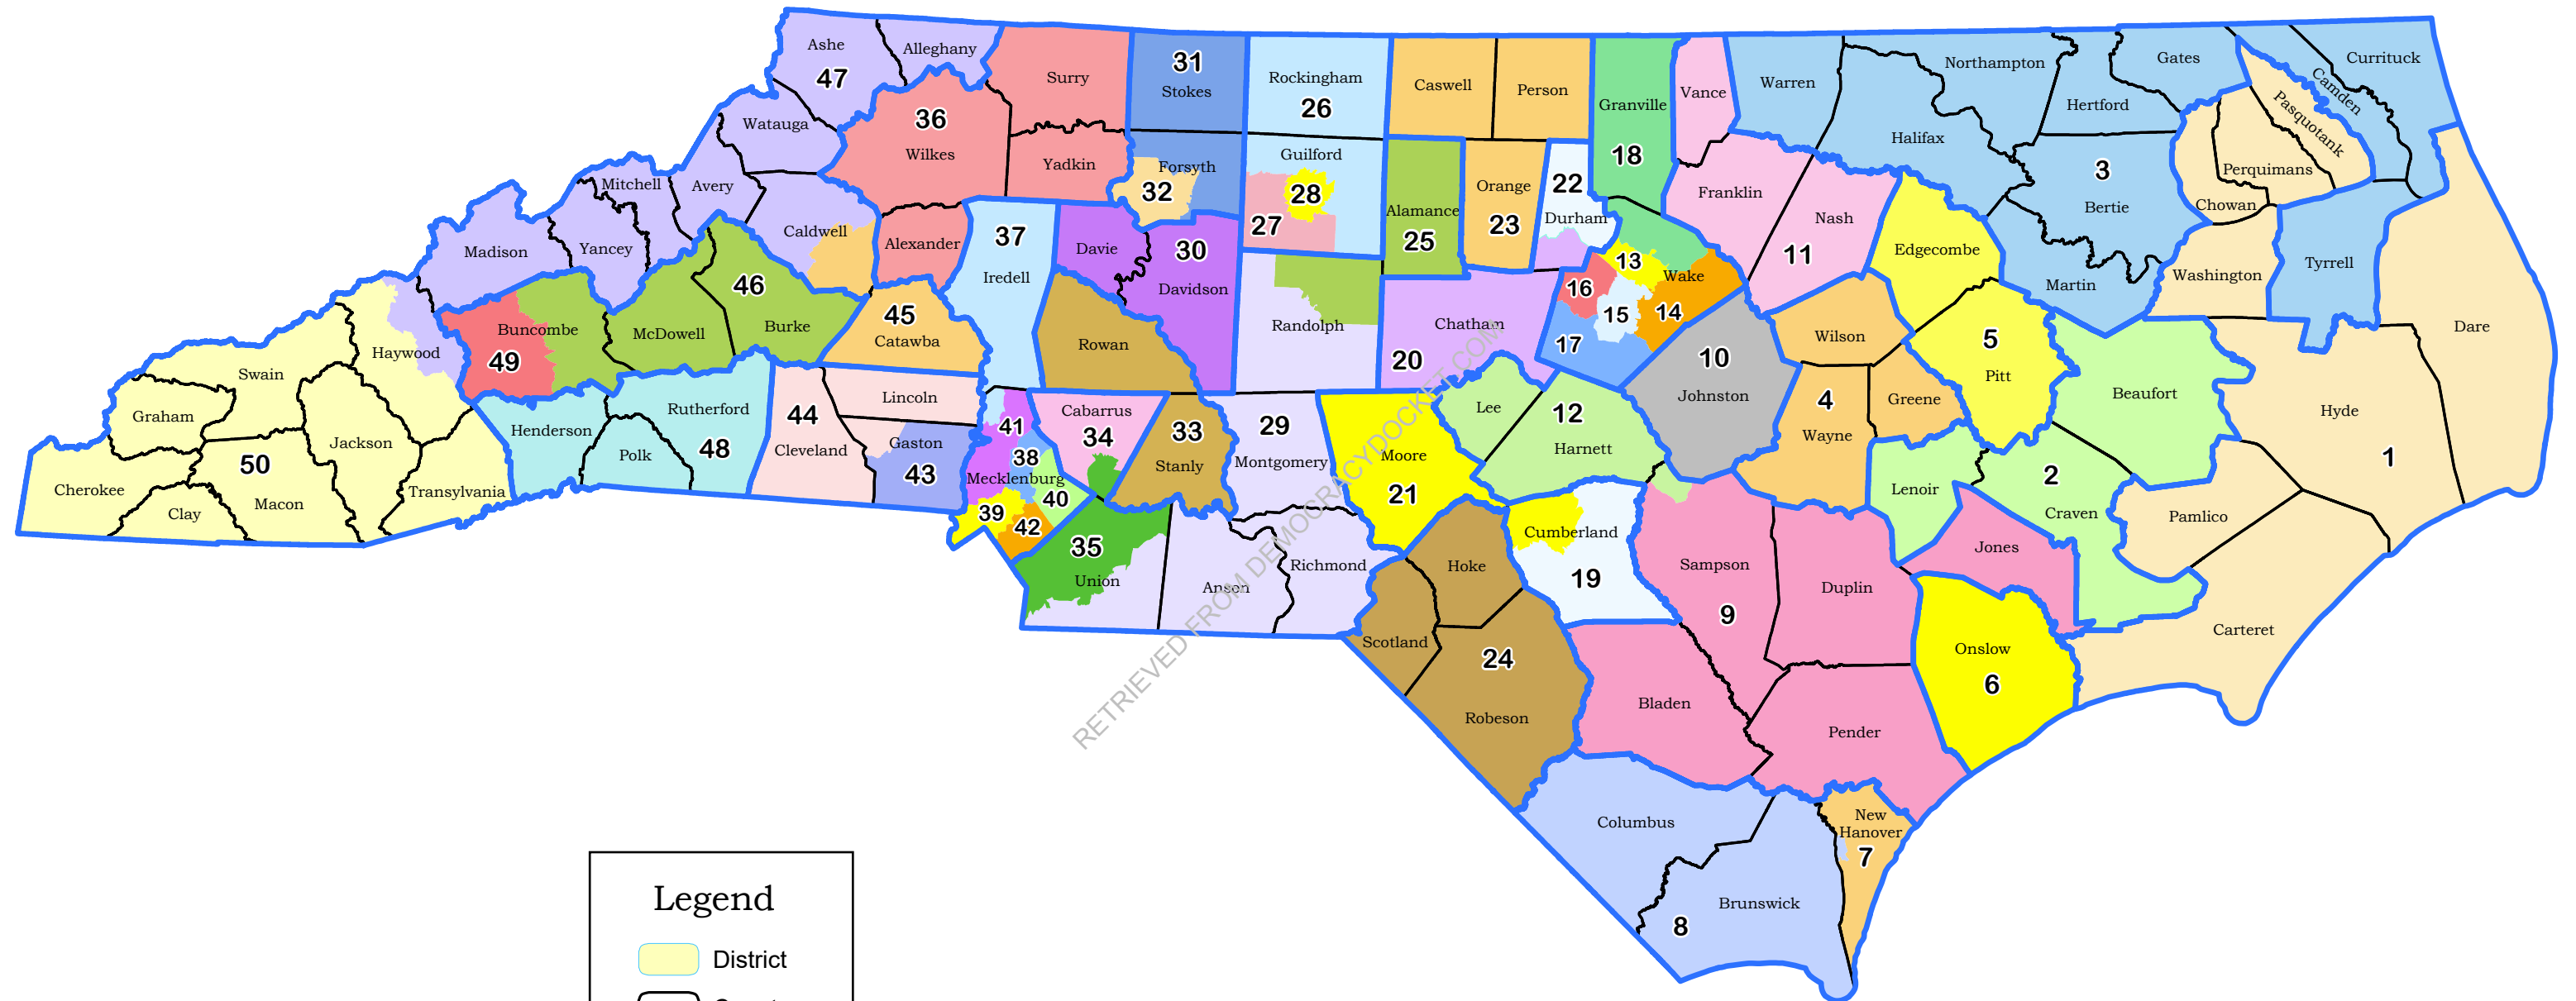 Ashe
47
Alleghany
Surry
31
Stokes
Rockingham
26
Caswell
Person
Granville
18
Vance
Warren
Northampton
Gates
Currituck
Camden
Pasquotank
Hertford
Halifax
Perquimans
Chowan
3
Bertie
Watauga
36
Wilkes
Yadkin
Forsyth
32
Guilford
28
27
Alamance
25
Orange
23
22
Durham
Franklin
Nash
11
Edgecombe
Martin
Washington
Tyrrell
Dare
Mitchell
Avery
Caldwell
Alexander
37
Iredell
Davie
30
Davidson
Madison
Yancey
46
Burke
McDowell
45
Catawba
Rowan
Randolph
Chatham
20
13
Wake
16
15
14
17
10
Johnston
Wilson
5
Pitt
Beaufort
Hyde
1
Haywood
Buncombe
49
Swain
Graham
Jackson
Henderson
Rutherford
Polk
48
44
Cleveland
Lincoln
Gaston
43
41
38
Mecklenburg
40
39
42
Cabarrus
34
33
Stanly
29
Montgomery
Moore
21
Lee
12
Harnett
4
Wayne
Greene
Lenoir
2
Craven
Pamlico
Cherokee
50
Macon
Clay
Transylvania
35
Union
Anson
Richmond
Hoke
Cumberland
19
Sampson
9
Duplin
Jones
Onslow
6
Carteret
Scotland
24
Robeson
Bladen
Pender
Columbus
8
Brunswick
New
Hanover
7
RETRIEVED FROM DEMOCRACYDOCKET.COM
Legend
District